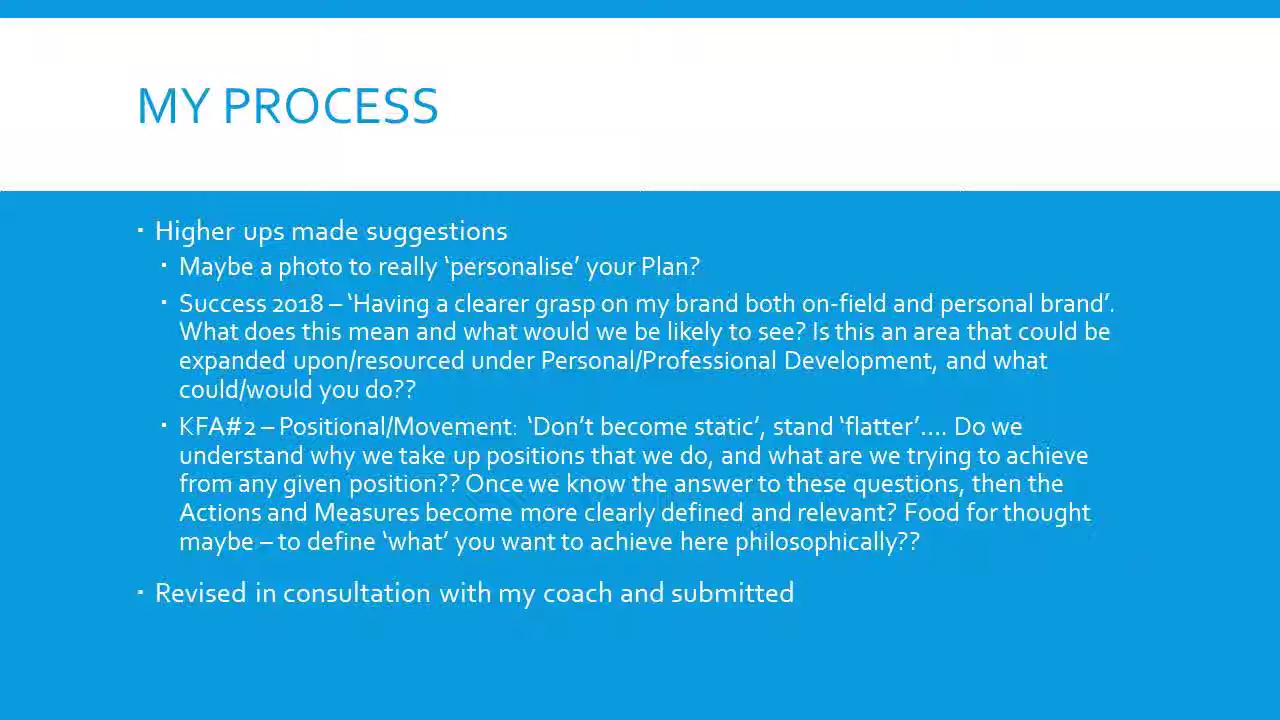 MY PROCESS
▪ Higher ups made suggestions
▪ Maybe a photo to really ‘personalise’ your Plan?
▪ Success 2018 – ‘Having a clearer grasp on my brand both on-field and personal brand’.
What does this mean and what would we be likely to see? Is this an area that could be
expanded upon/resourced under Personal/Professional Development, and what
could/would you do??
▪ KFA#2 – Positional/Movement: ‘Don’t become static’, stand ‘flatter’…. Do we
understand why we take up positions that we do, and what are we trying to achieve
from any given position?? Once we know the answer to these questions, then the
Actions and Measures become more clearly defined and relevant? Food for thought
maybe – to define ‘what’ you want to achieve here philosophically??
▪ Revised in consultation with my coach and submitted